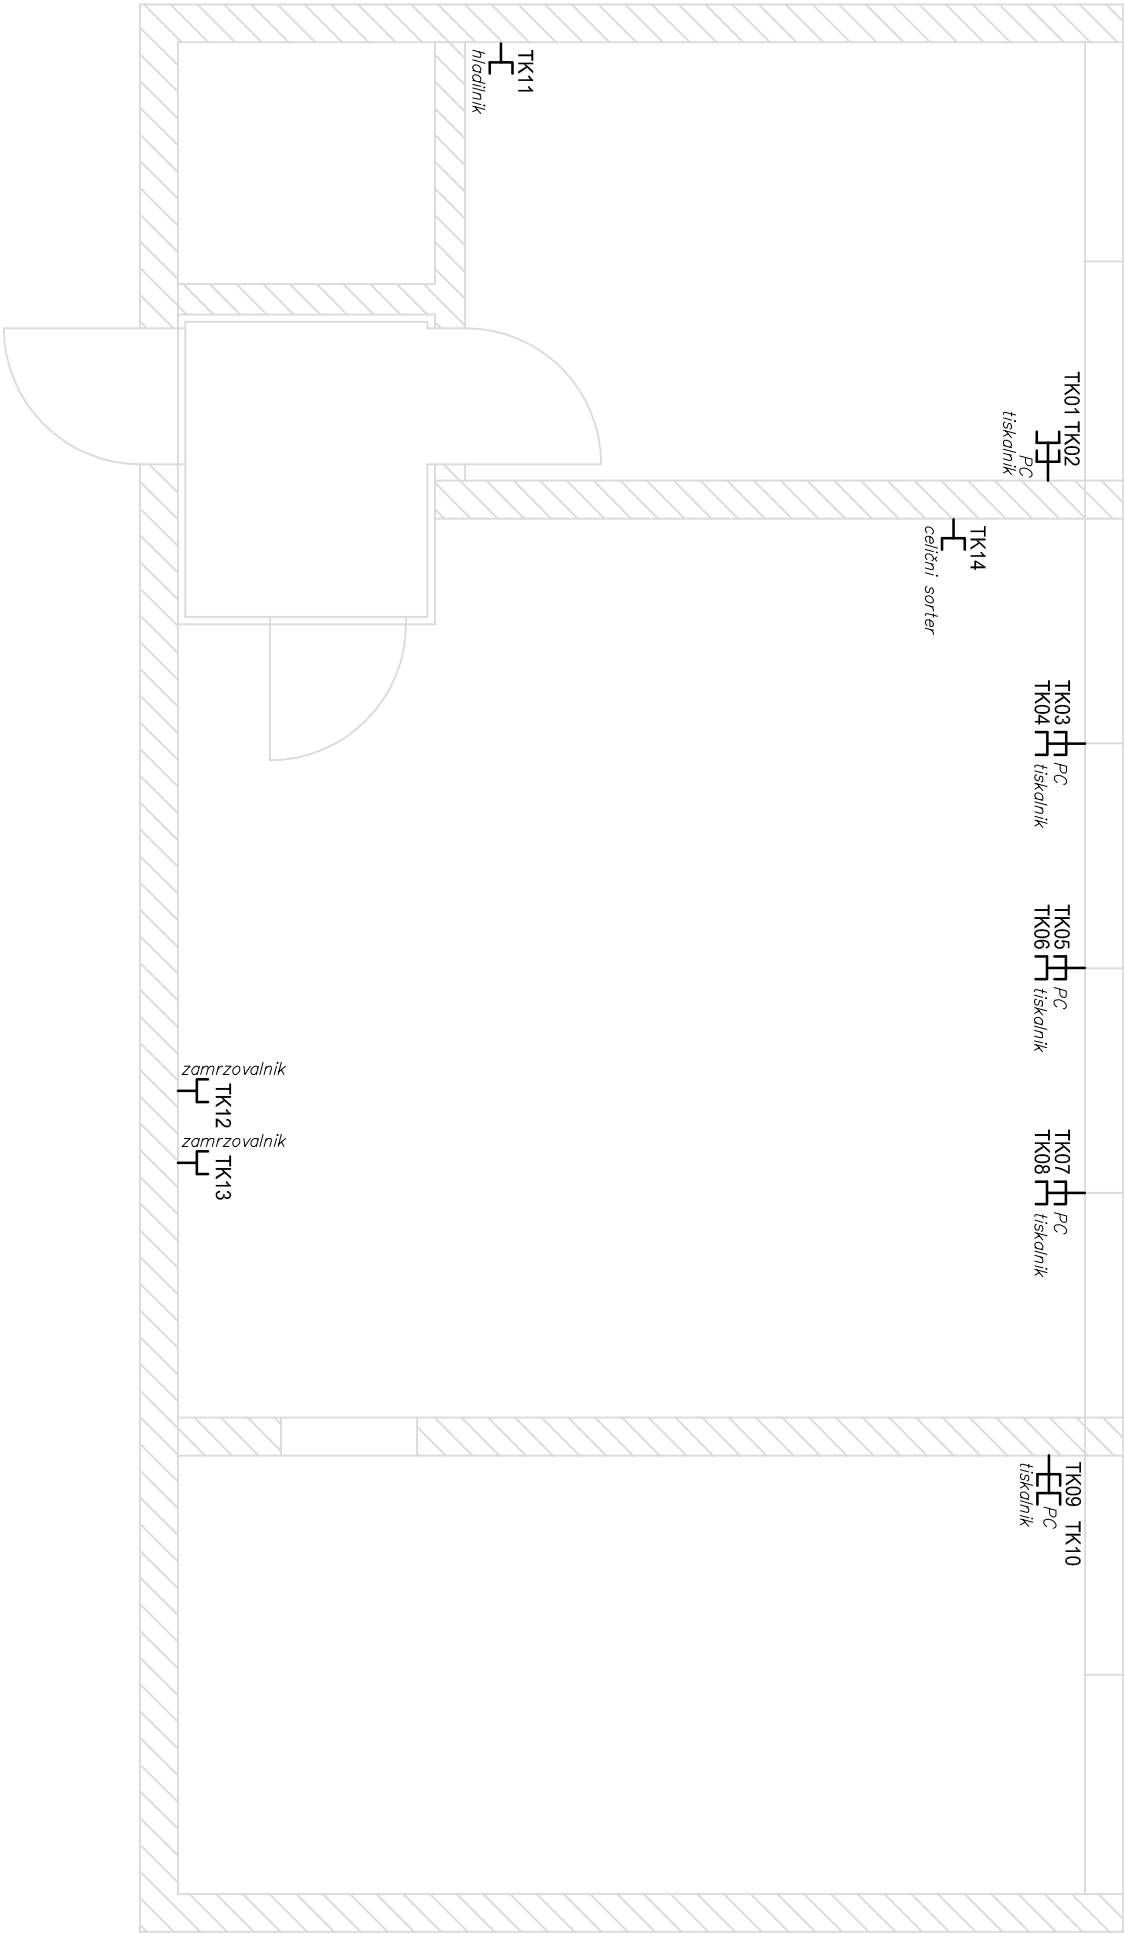 TK11
hladilnik
TK01 TK02
PC
tiskalnik
TK14
celični sorter
TK03
TK04
PC
tiskalnik
TK05
TK06
PC
tiskalnik
zamrzovalnik
TK12
zamrzovalnik
TK13
TK07
TK08
PC
tiskalnik
TK09 TK10
PC
tiskalnik